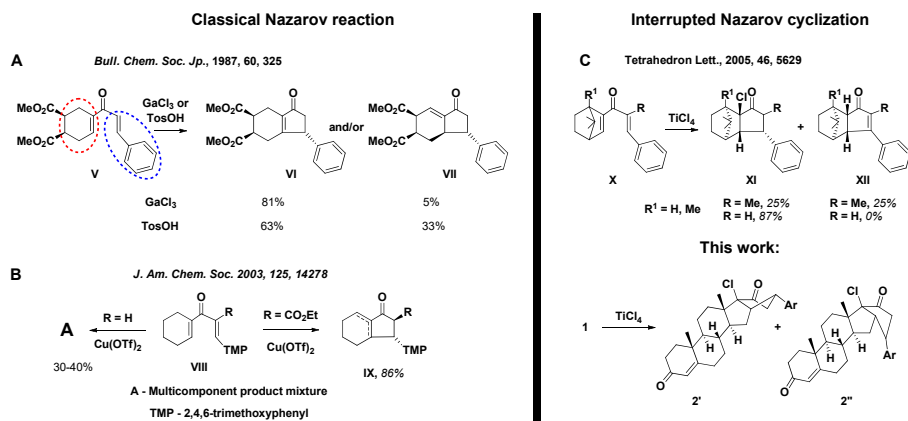 Classical Nazarov reaction
A
Bull. Chem. Soc. Jp., 1987, 60, 325
MeO2C
MeO2C
O
GaCl3 or
TosOH
V
MeO2C
MeO2C
O
VI
and/or
MeO2C
MeO2C
O
VII
GaCl3 81% 5%
TosOH 63% 33%
B
J. Am. Chem. Soc. 2003, 125, 14278
A
30-40%
R = H
Cu(OTf)2
O
R
TMP
VIII
R = CO2Et
Cu(OTf)2
O
R
TMP
IX, 86%
A - Multicomponent product mixture
TMP - 2,4,6-trimethoxyphenyl
Interrupted Nazarov cyclization
C
Tetrahedron Lett., 2005, 46, 5629
R1
O
R
X
TiCl4
R1
Cl
O
R
H
XI
+
R1
H
O
R
H
XII
R1 = H, Me
R = Me, 25%
R = H, 87%
R = Me, 25%
R = H, 0%
This work:
1
TiCl4
Cl
O
Ar
H
H
H
O
2'
+
Cl
O
Ar
H
H
H
O
2"